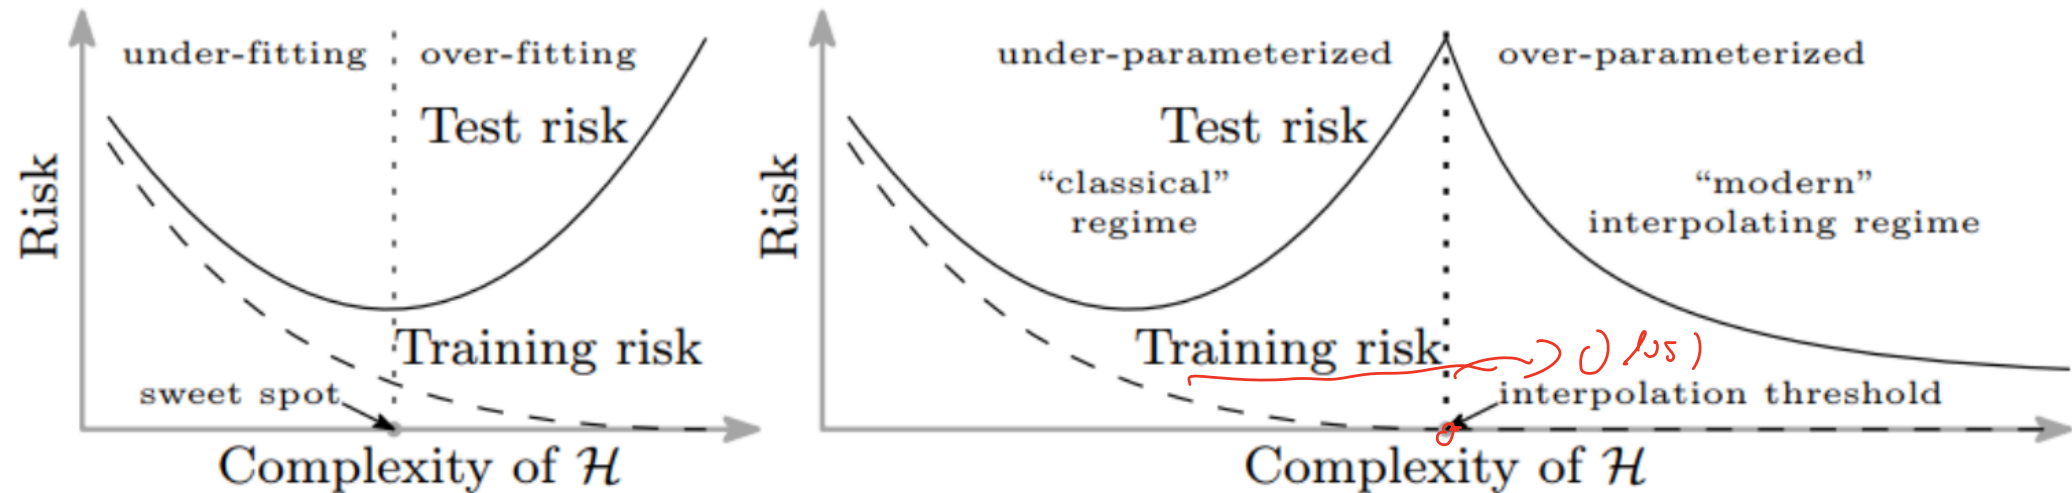 under-fitting
over-fitting
Test risk
Risk
Training risk
sweet spot
Complexity of ℋ
under-parameterized
over-parameterized
Test risk
“classical”
regime
“modern”
interpolating regime
Risk
Training risk
interpolation threshold
Complexity of ℋ